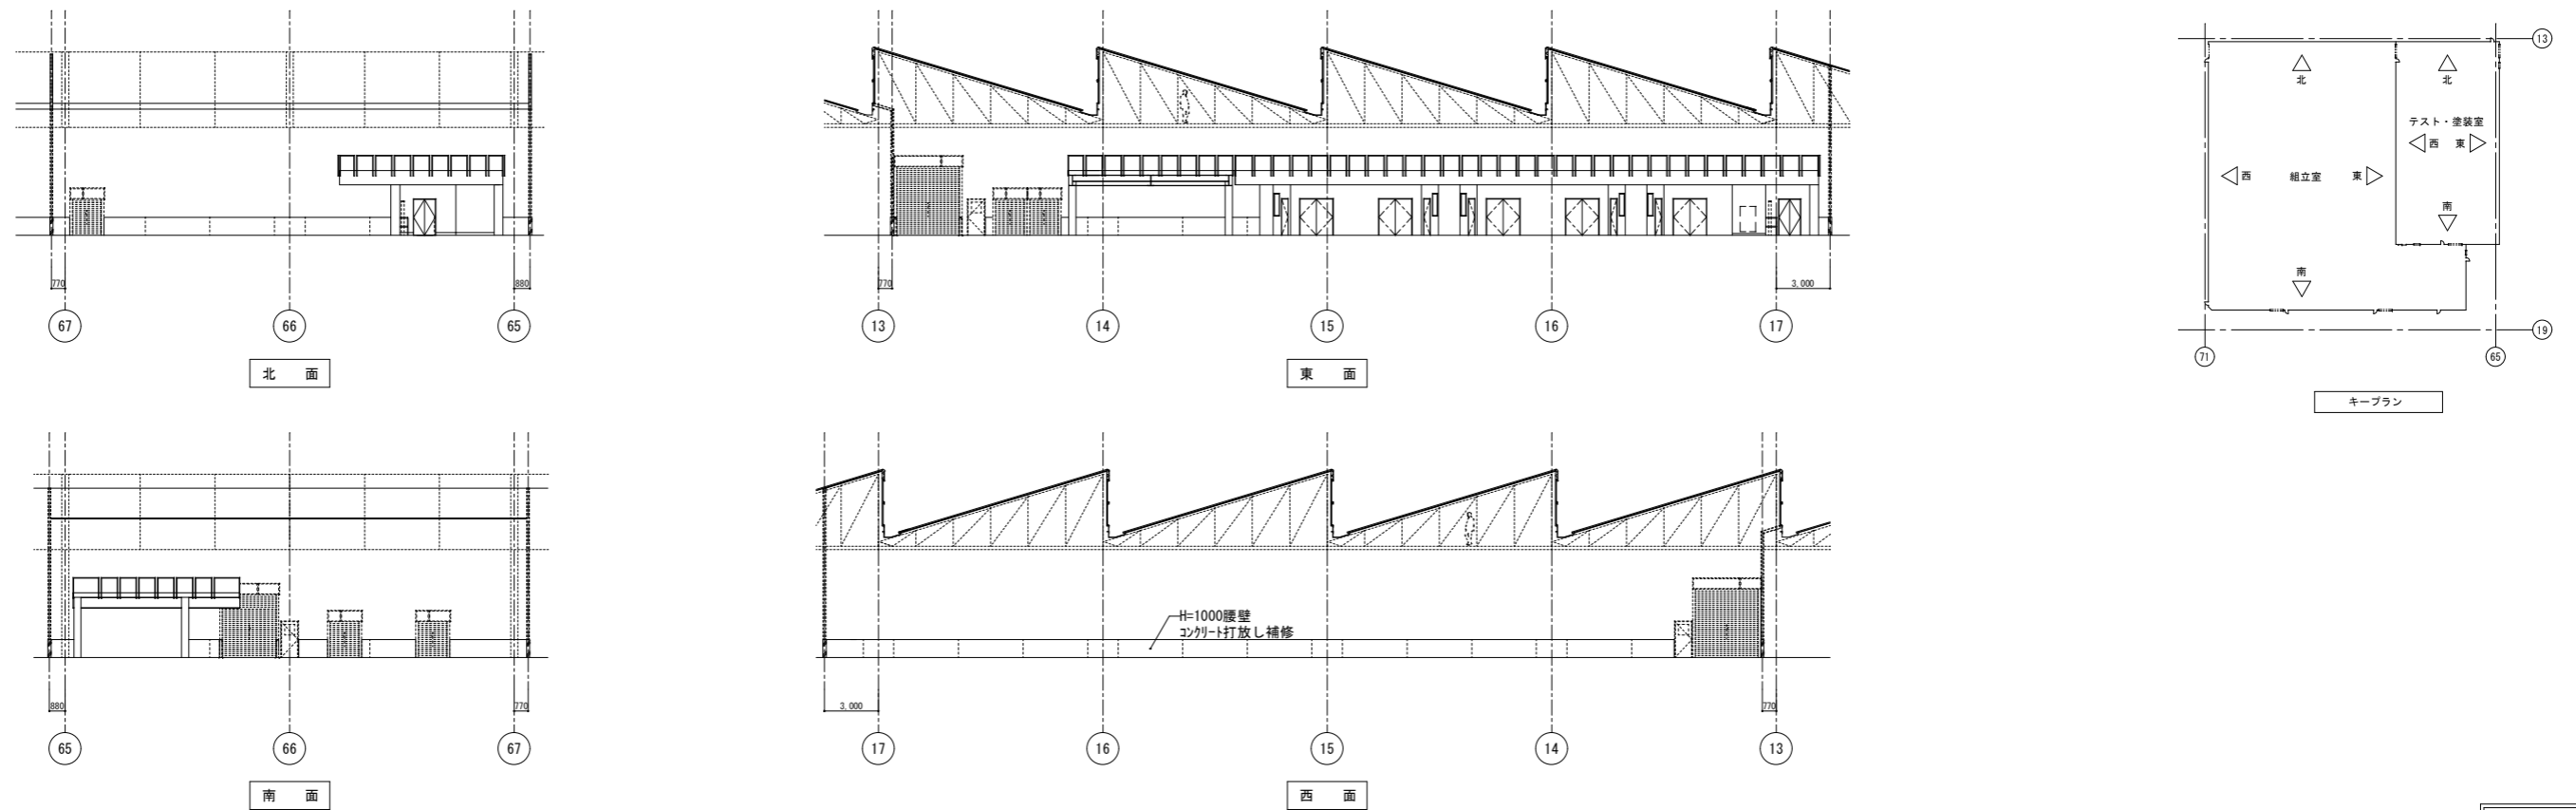 770
880
67
66
65
北 面
770
3,000
13
14
15
16
17
東 面
13
北
北
テスト・塗装室
西 東
西 組立室 東
南
南
19
71
65
キープラン
880
770
65
66
67
南 面
H=1000腰壁
コンクリート打放し補修
3,000
770
17
16
15
14
13
西 面